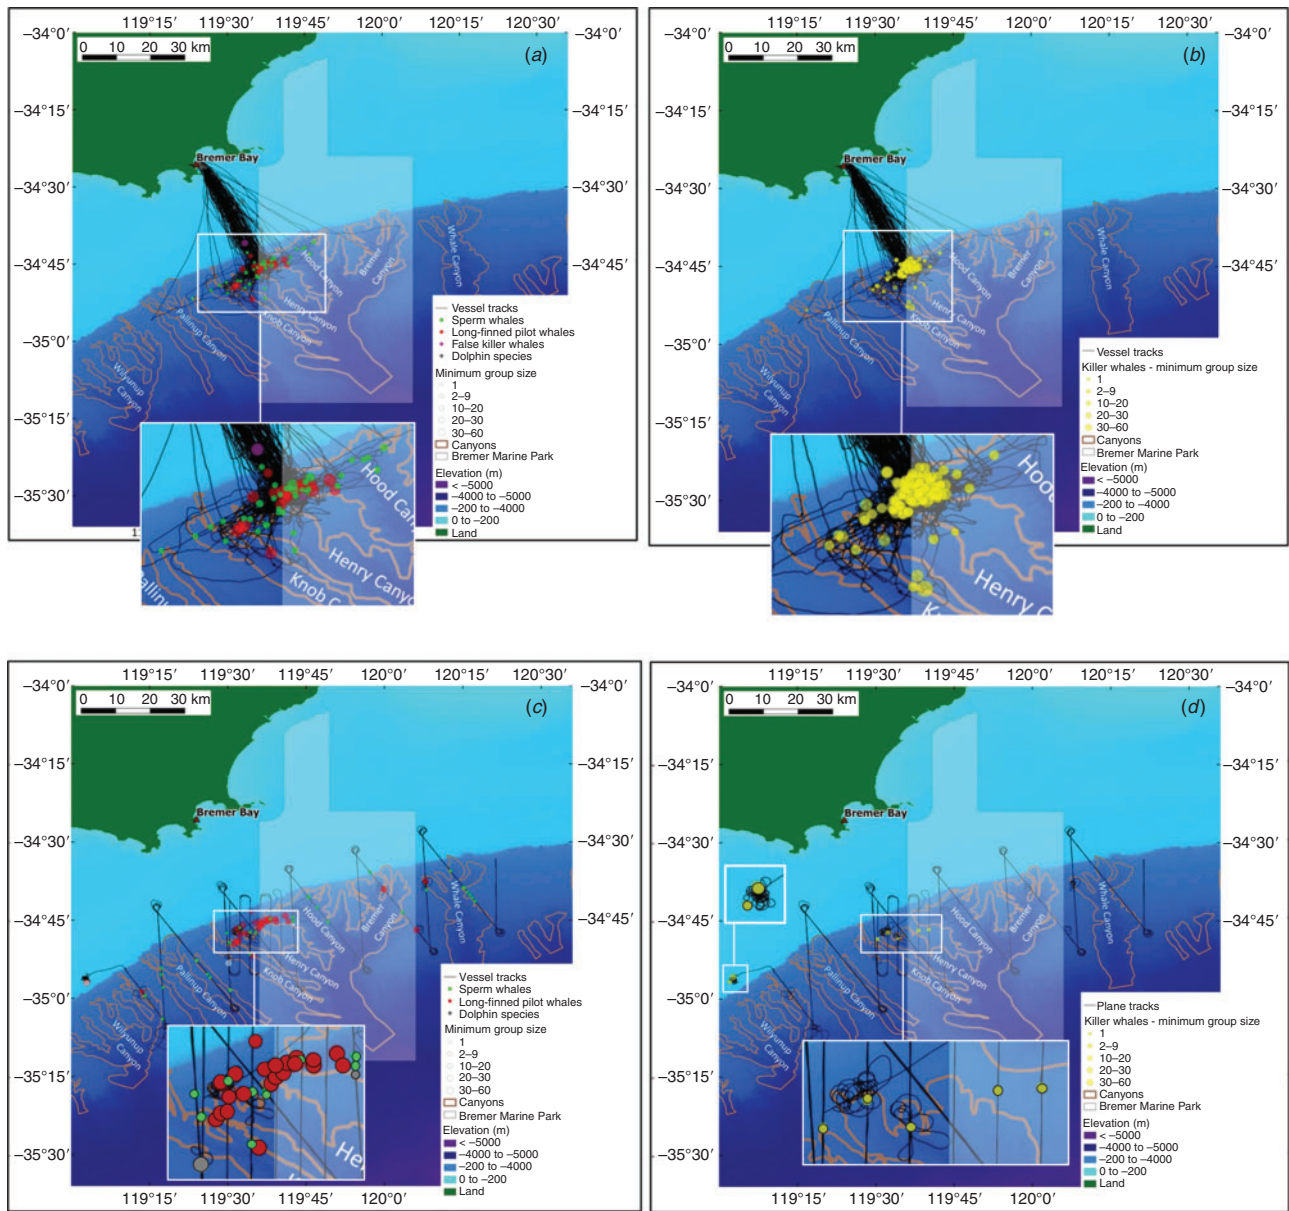 119°15′ 119°30′ 119°45′ 120°00′ 120°30′
–34°0′
0 10 20 30 km
(a)
–34°15′
Bremer Bay
–34°30′
–34°45′
–35°0′
–35°15′
–35°30′
Whale Canyon
Hood Canyon
Bremer Canyon
Henry Canyon
Knob Canyon
Pallinup Canyon
Wilyunup Canyon
Vessel tracks
Sperm whales
Long-finned pilot whales
False killer whales
Dolphin species
Minimum group size
1
2–9
10–20
20–30
30–60
Canyons
Bremer Marine Park
Elevation (m)
< –5000
–4000 to –5000
–200 to –4000
0 to –200
Land
Hood Can
Henry Canyo
Knob C
Pallinup
119°15′ 119°30′ 119°45′ 120°00′ 120°30′
–34°0′
0 10 20 30 km
(b)
–34°0′
–34°15′
–34°15′
Bremer Bay
–34°30′
–34°30′
–34°45′
–34°45′
–35°0′
–35°15′
–35°30′
Whale Canyon
Hood Canyon
Bremer Canyon
Henry Canyon
Knob Canyon
Pallinup Canyon
Wilyunup Canyon
Vessel tracks
Killer whales - minimum group size
1
2–9
10–20
20–30
30–60
Canyons
Bremer Marine Park
Elevation (m)
< –5000
–4000 to –5000
–200 to –4000
0 to –200
Land
Hoo
Henry Ca
Kn
119°15′ 119°30′ 119°45′ 120°00′ 120°30′
–34°0′
0 10 20 30 km
(c)
–34°15′
Bremer Bay
–34°30′
–34°45′
–35°0′
–35°15′
–35°30′
Whale Canyon
Hood Canyon
Bremer Canyon
Henry Canyon
Knob Canyon
Pallinup Canyon
Wilyunup Canyon
Vessel tracks
Sperm whales
Long-finned pilot whales
Dolphin species
Minimum group size
1
2–9
10–20
20–30
30–60
Canyons
Bremer Marine Park
Elevation (m)
< –5000
–4000 to –5000
–200 to –4000
0 to –200
Land
He
119°15′ 119°30′ 119°45′ 120°0′
119°15′ 119°30′ 119°45′ 120°00′ 120°30′
–34°0′
0 10 20 30 km
(d)
–34°0′
–34°15′
–34°15′
Bremer Bay
–34°30′
–34°30′
–34°45′
–34°45′
–35°0′
–35°0′
–35°15′
–35°15′
–35°30′
–35°30′
Whale Canyon
Hood Canyon
Bremer Canyon
Henry Canyon
Knob Canyon
Pallinup Canyon
Wilyunup Canyon
Plane tracks
Killer whales - minimum group size
1
2–9
10–20
20–30
30–60
Canyons
Bremer Marine Park
Elevation (m)
< –5000
–4000 to –5000
–200 to –4000
0 to –200
Land
119°15′ 119°30′ 119°45′ 120°0′